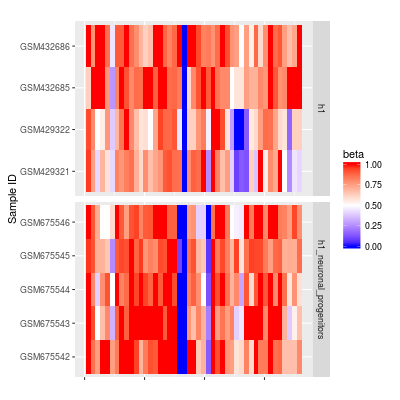 GSM432686
GSM432685
GSM429322
GSM429321
h1
GSM675546
GSM675545
GSM675544
GSM675543
GSM675542
h1_neuronal_progenitors
Sample ID
beta
1.00
0.75
0.50
0.25
0.00